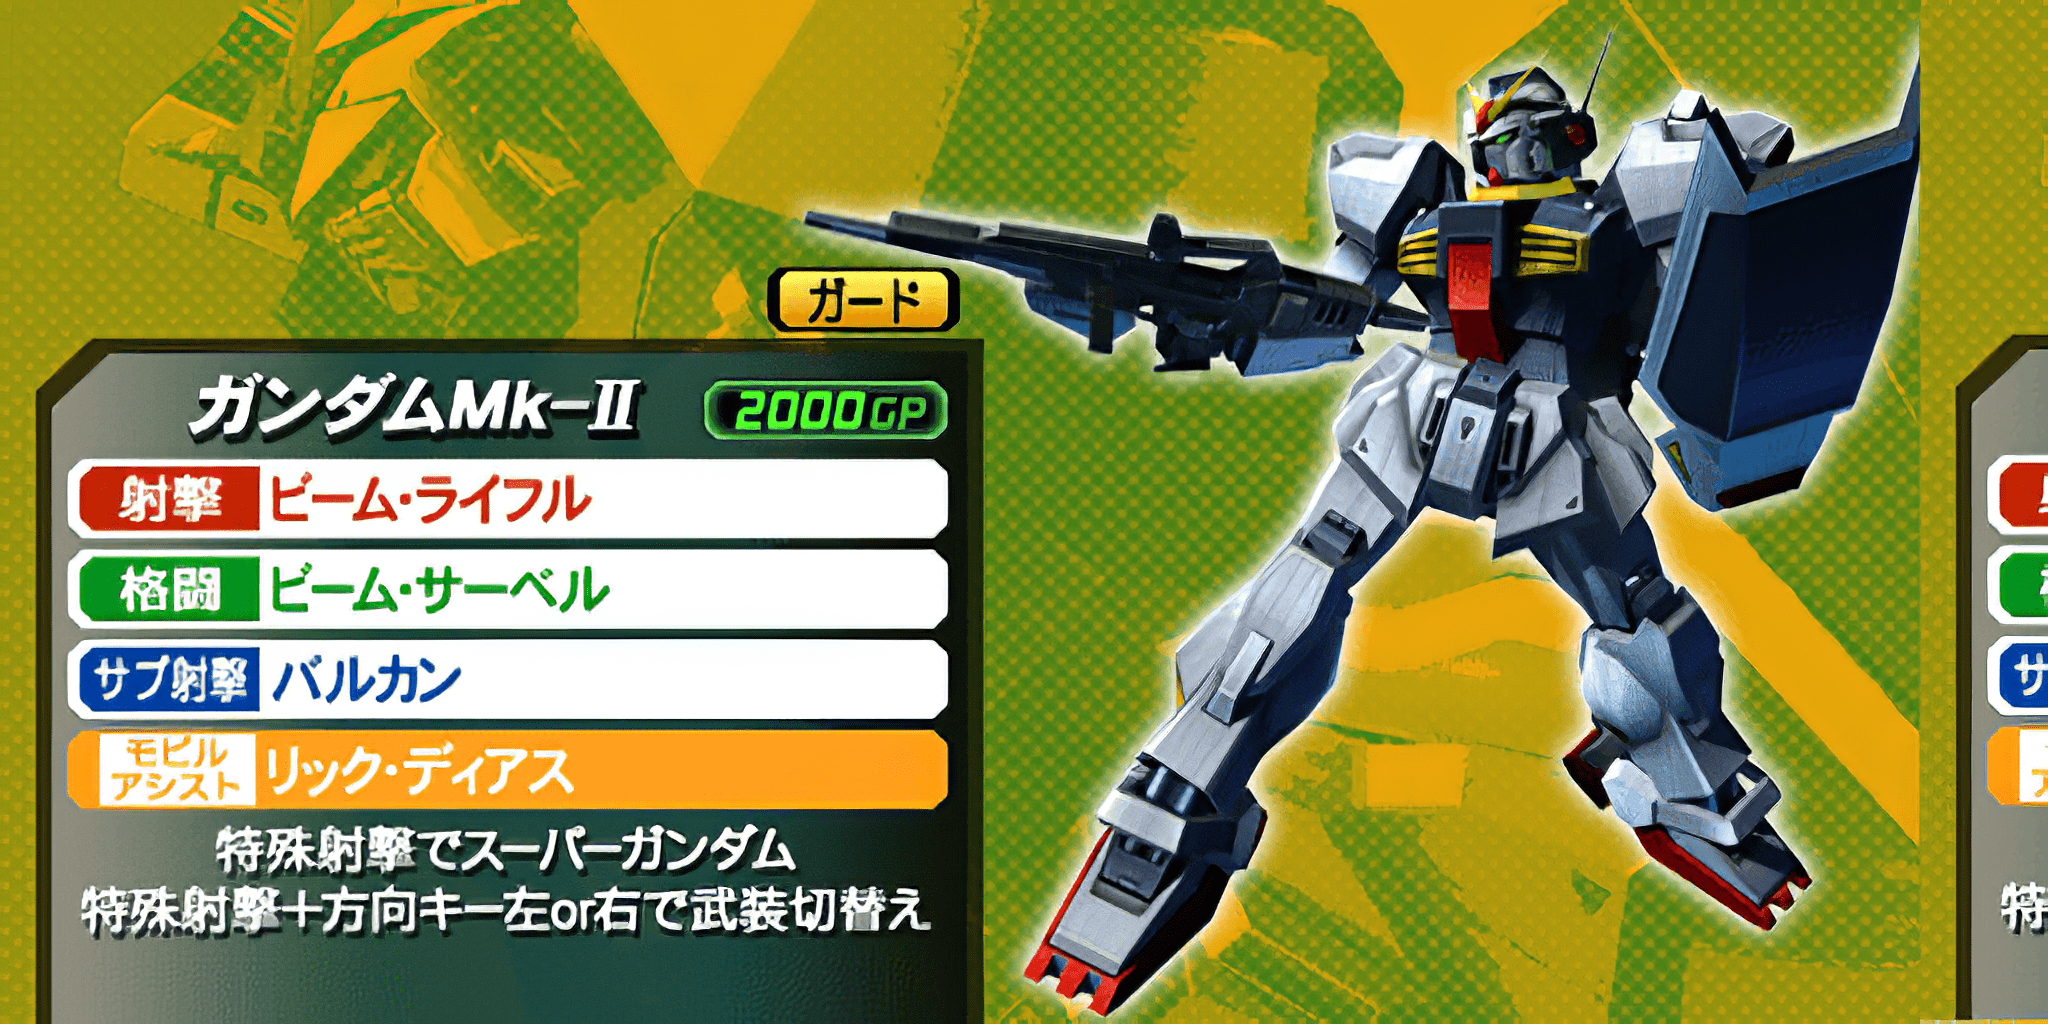 ガード
ガンダムMk-II
2000GP
射撃 ビーム・ライフル
格闘 ビーム・サーベル
サブ射撃 バルカン
モビルアシスト リック・ディアス
特殊射撃でスーパーガンダム
特殊射撃+方向キー左or右で武装切替え
サ
特殊